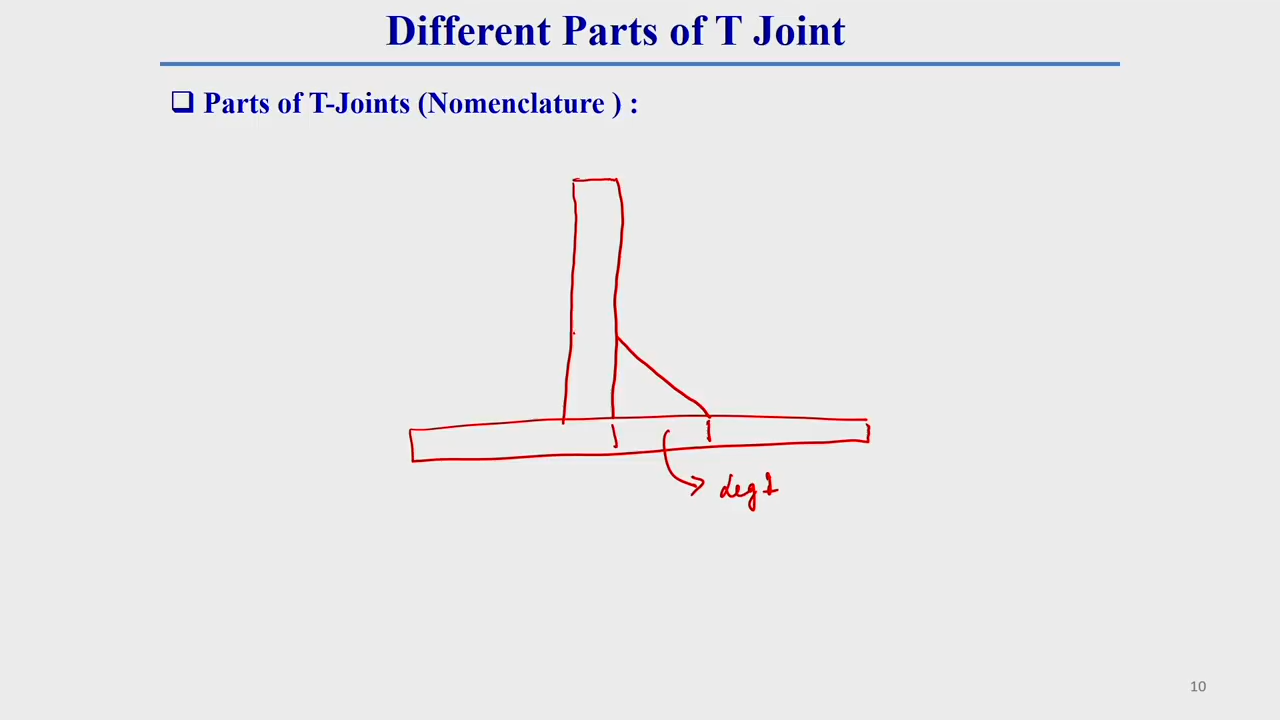 Different Parts of T Joint
❑ Parts of T-Joints (Nomenclature ) :
10